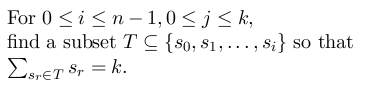 For 0 ≤ i ≤ n − 1, 0 ≤ j ≤ k,
find a subset T ⊆ {s₀, s₁, . . . , sᵢ} so that
∑_{sᵣ∈T} sᵣ = k.